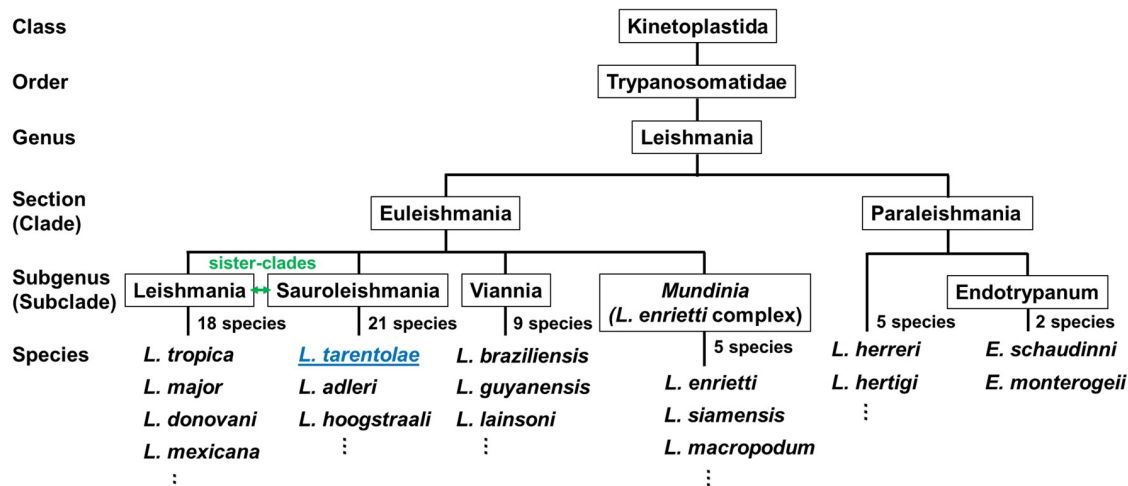 Class
Kinetoplastida
Order
Trypanosomatidae
Genus
Leishmania
Section
(Clade)
Euleishmania
Paraleishmania
sister-clades
Subgenus
(Subclade)
Leishmania
Sauroleishmania
Viannia
Mundinia
(L. enrietti complex)
Endotrypanum
18 species
21 species
9 species
5 species
5 species
2 species
Species
L. tropica
L. major
L. donovani
L. mexicana
⋮
L. tarentolae
L. adleri
L. hoogstraali
⋮
L. braziliensis
L. guyanensis
L. lainsoni
⋮
L. enrietti
L. siamensis
L. macropodum
⋮
L. herreri
L. hertigi
⋮
E. schaudinni
E. monterogeii